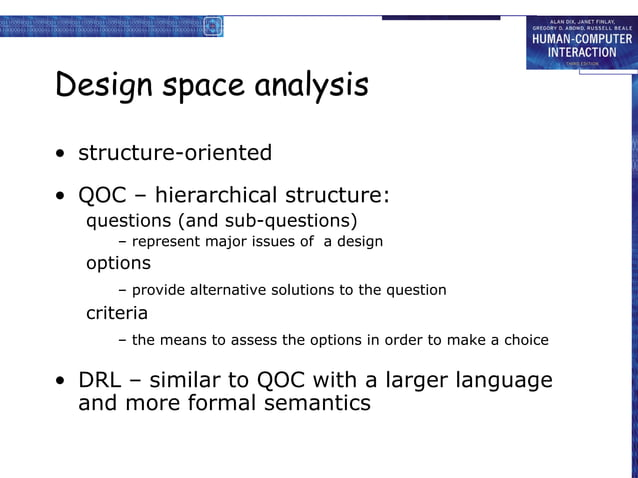 ALAN DIX, JANET FINLAY,
GREGORY D. ABOWD, RUSSELL BEALE
HUMAN-COMPUTER
INTERACTION
THIRD EDITION
Design space analysis
• structure-oriented
• QOC – hierarchical structure:
questions (and sub-questions)
– represent major issues of a design
options
– provide alternative solutions to the question
criteria
– the means to assess the options in order to make a choice
• DRL – similar to QOC with a larger language
and more formal semantics